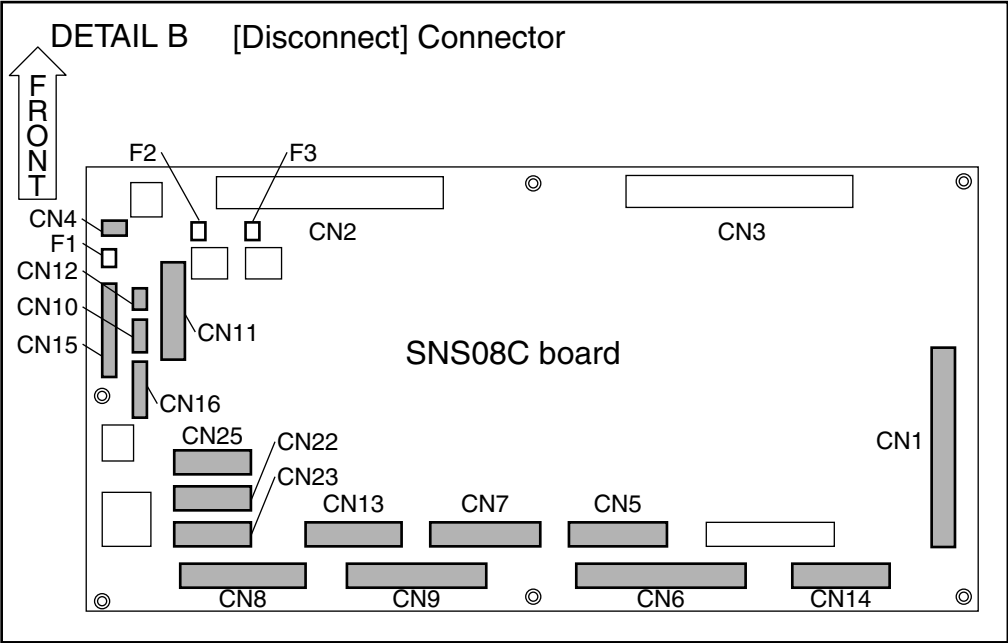 DETAIL B [Disconnect] Connector
FRONT
F2
F3
CN4
F1
CN2
CN3
CN12
CN10
CN15
CN11
SNS08C board
CN16
CN25
CN22
CN23
CN1
CN13
CN7
CN5
CN8
CN9
CN6
CN14